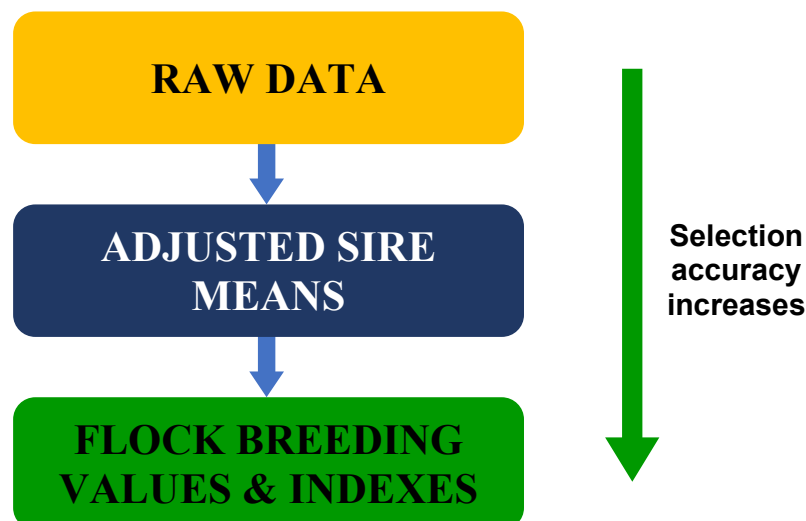 RAW DATA
ADJUSTED SIRE
MEANS
Selection
accuracy
increases
FLOCK BREEDING
VALUES & INDEXES